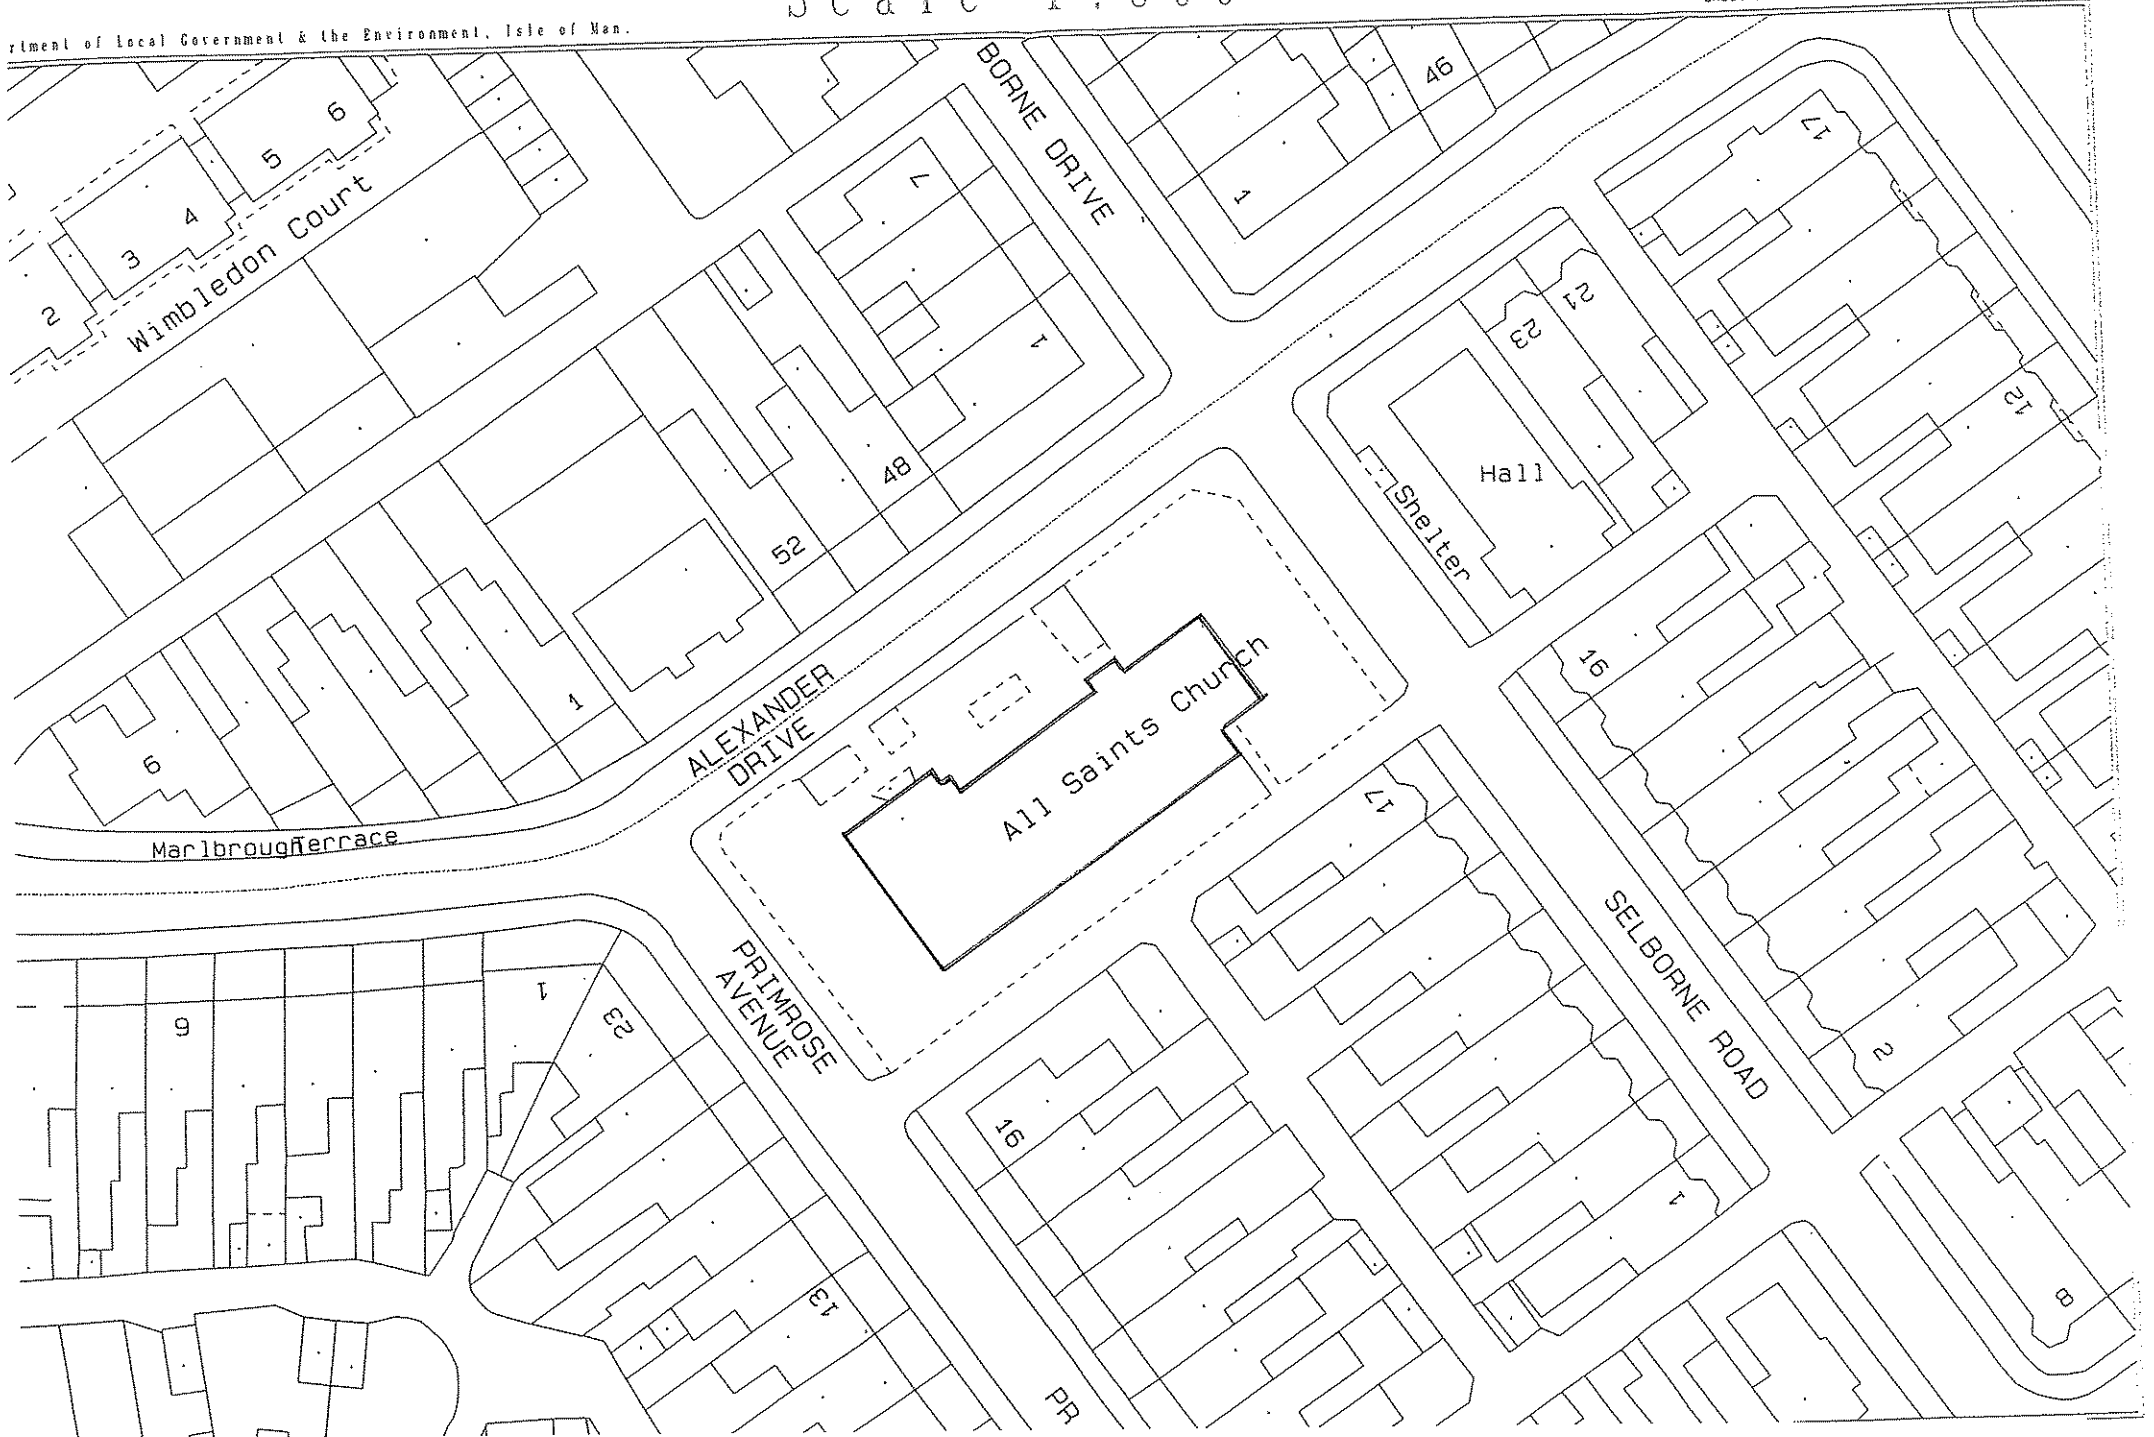 rtment of Local Government & the Environment, Isle of Man.
BORNE DRIVE
46
1
17
6
5
4
3
2
Wimbledon Court
7
1
21
23
12
Hall
Shelter
48
52
1
6
16
ALEXANDER
DRIVE
All Saints Church
Marlbrough Terrace
17
PRIMROSE
AVENUE
SELBORNE ROAD
1
9
23
16
2
1
13
8
PR